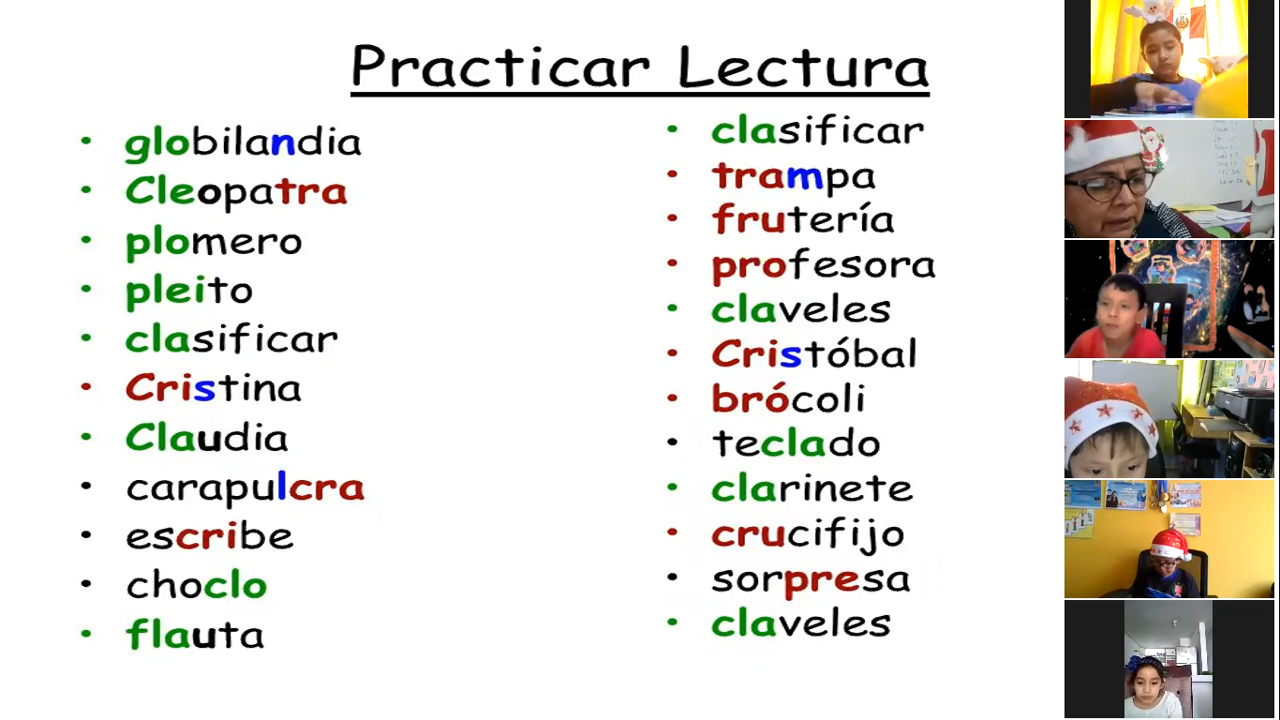 Practicar Lectura
• globilandia
• Cleopatra
• plomero
• pleito
• clasificar
• Cristina
• Claudia
• carapulcra
• escribe
• choclo
• flauta
• clasificar
• trampa
• frutería
• profesora
• claveles
• Cristóbal
• brócoli
• teclado
• clarinete
• crucifijo
• sorpresa
• claveles